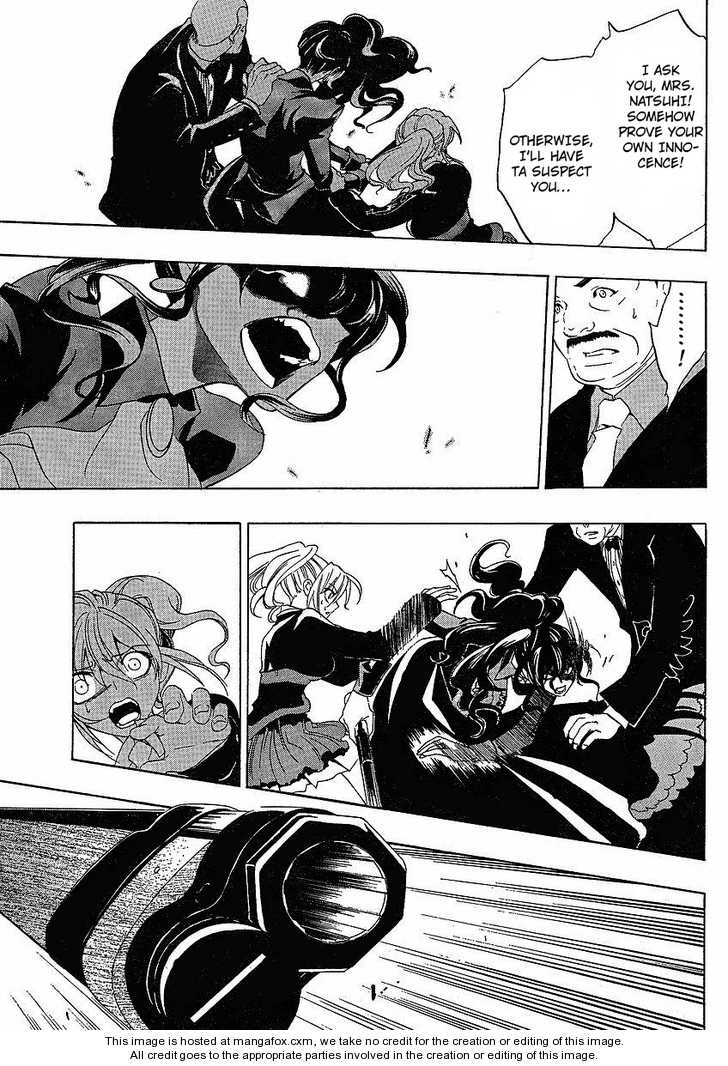 I ASK
YOU, MRS.
NATSUHI!
SOMEHOW
PROVE YOUR
OWN INNO-
CENCE!
OTHERWISE,
I'LL HAVE
TA SUSPECT
YOU...
........!
This image is hosted at mangafox.cxm, we take no credit for the creation or editing of this image.
All credit goes to the appropriate parties involved in the creation or editing of this image.